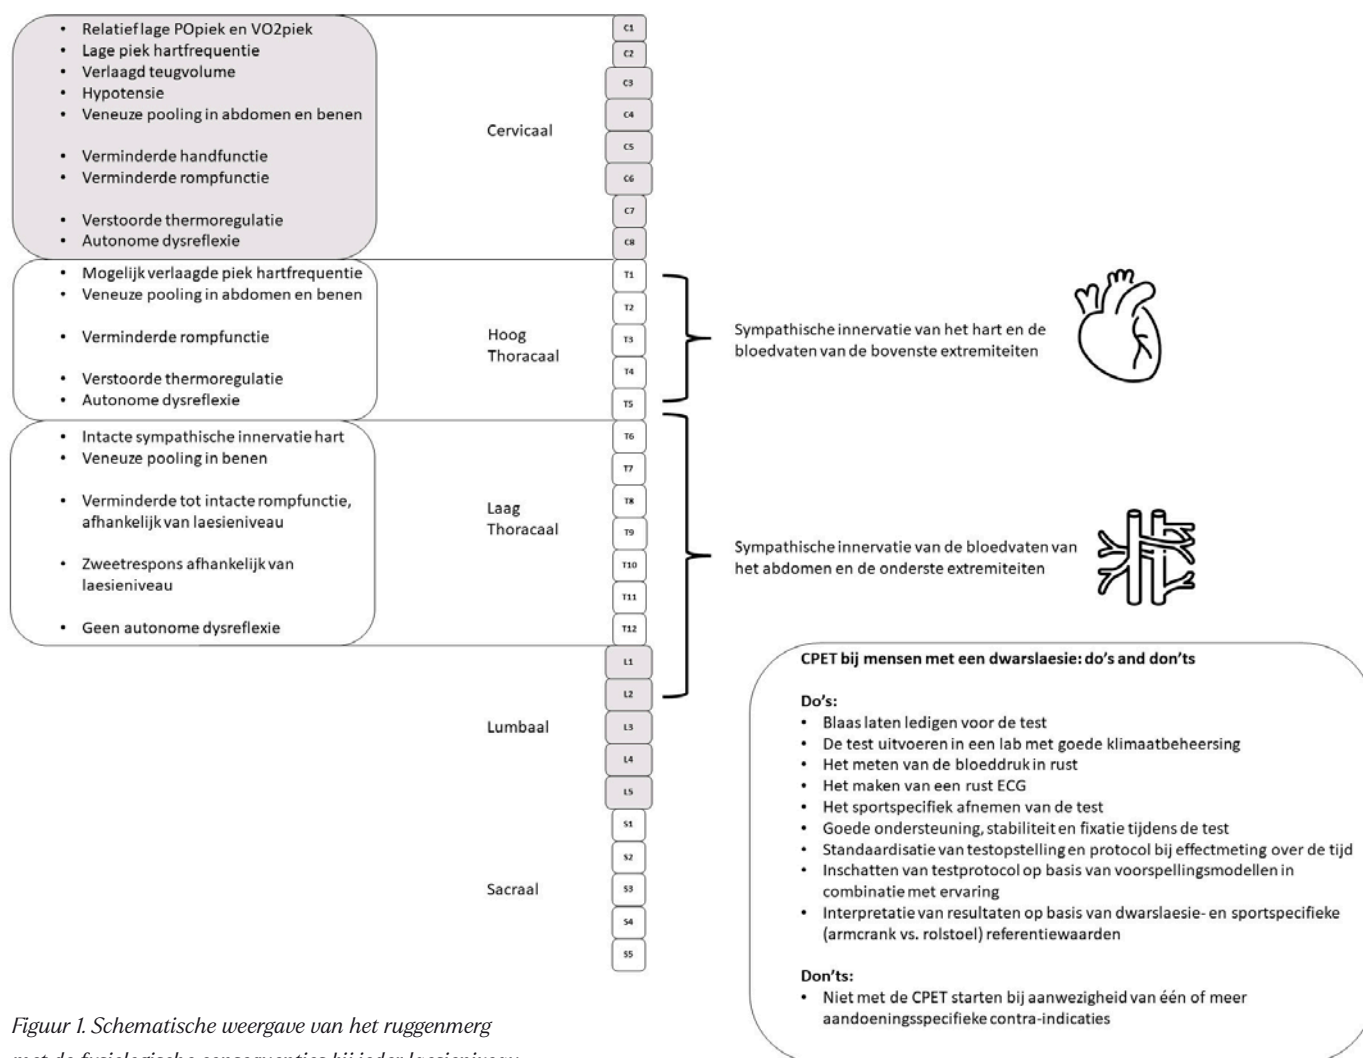 • Relatief lage POpiek en VO2piek
• Lage piek hartfrequentie
• Verlaagd teugvolume
• Hypotensie
• Veneuze pooling in abdomen en benen
• Verminderde handfunctie
• Verminderde rompfunctie
• Verstoorde thermoregulatie
• Autonome dysreflexie
Cervicaal
C1
C2
C3
C4
C5
C6
C7
C8
• Mogelijk verlaagde piek hartfrequentie
• Veneuze pooling in abdomen en benen
• Verminderde rompfunctie
• Verstoorde thermoregulatie
• Autonome dysreflexie
Hoog
Thoracaal
T1
T2
T3
T4
T5
Sympathische innervatie van het hart en de
bloedvaten van de bovenste extremiteiten
• Intacte sympathische innervatie hart
• Veneuze pooling in benen
• Verminderde tot intacte rompfunctie,
afhankelijk van laesieniveau
• Zweetrespons afhankelijk van
laesieniveau
• Geen autonome dysreflexie
Laag
Thoracaal
T6
T7
T8
T9
T10
T11
T12
Sympathische innervatie van de bloedvaten van
het abdomen en de onderste extremiteiten
Lumbaal
L1
L2
L3
L4
L5
Sacraal
S1
S2
S3
S4
S5
CPET bij mensen met een dwarslaesie: do's and don'ts
Do's:
• Blaas laten ledigen voor de test
• De test uitvoeren in een lab met goede klimaatbeheersing
• Het meten van de bloeddruk in rust
• Het maken van een rust ECG
• Het sportspecifiek afnemen van de test
• Goede ondersteuning, stabiliteit en fixatie tijdens de test
• Standaardisatie van testopstelling en protocol bij effectmeting over de tijd
• Inschatten van testprotocol op basis van voorspellingsmodellen in
combinatie met ervaring
• Interpretatie van resultaten op basis van dwarslaesie- en sportspecifieke
(armcrank vs. rolstoel) referentiewaarden
Don'ts:
• Niet met de CPET starten bij aanwezigheid van één of meer
aandoeningsspecifieke contra-indicaties
Figuur 1. Schematische weergave van het ruggenmerg
met de fysiologische consequenties bij ieder laesieniveau